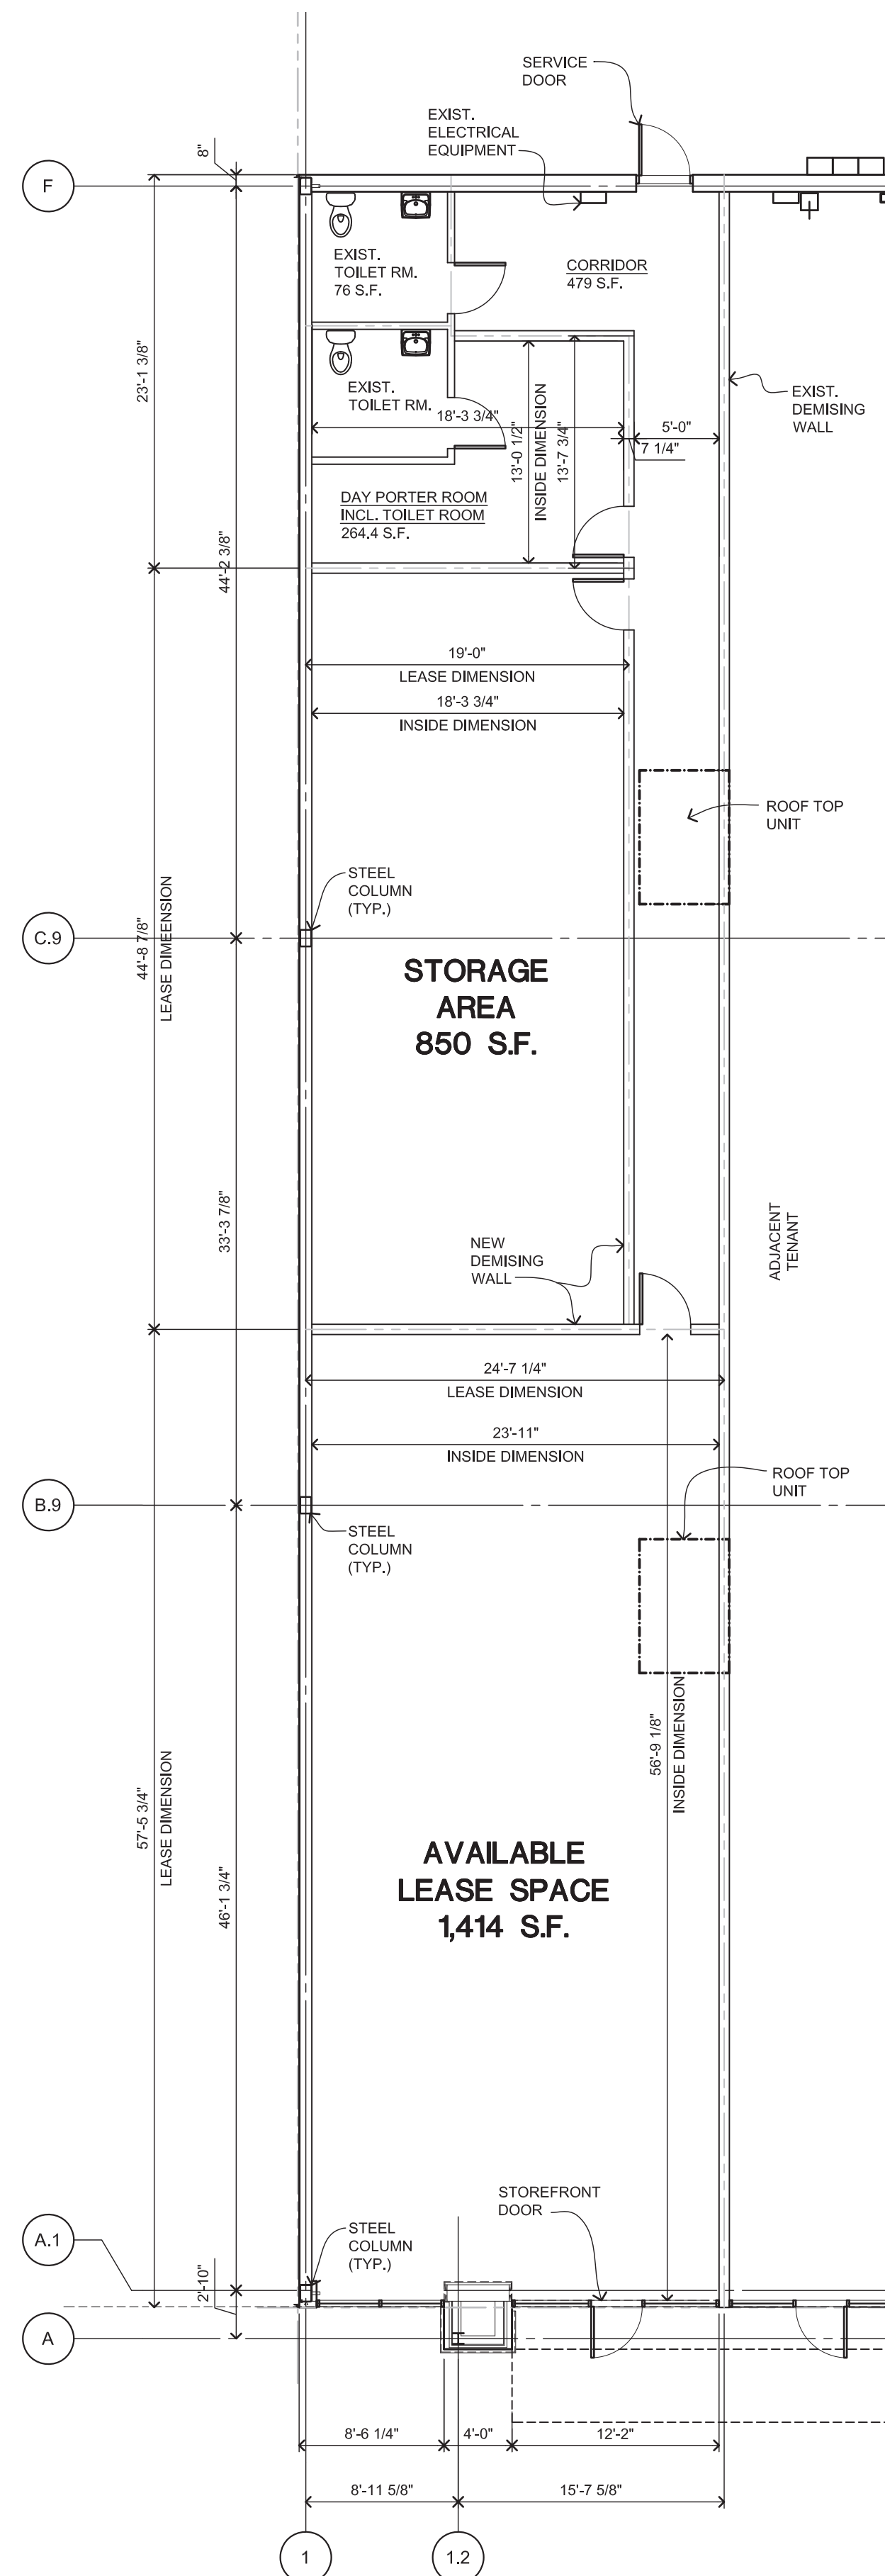 SERVICE
DOOR
EXIST.
ELECTRICAL
EQUIPMENT
8"
F
EXIST.
TOILET RM.
76 S.F.
CORRIDOR
479 S.F.
23'-1 3/8"
EXIST.
TOILET RM.
EXIST.
DEMISING
WALL
18'-3 3/4"
13'-0 1/2"
INSIDE DIMENSION
13'-7 3/4"
5'-0"
7 1/4"
DAY PORTER ROOM
INCL. TOILET ROOM
264.4 S.F.
44'-2 3/8"
19'-0"
LEASE DIMENSION
18'-3 3/4"
INSIDE DIMENSION
ROOF TOP
UNIT
STEEL
COLUMN
(TYP.)
C.9
44'-8 7/8"
LEASE DIMEENSION
STORAGE
AREA
850 S.F.
33'-3 7/8"
NEW
DEMISING
WALL
ADJACENT
TENANT
24'-7 1/4"
LEASE DIMENSION
23'-11"
INSIDE DIMENSION
ROOF TOP
UNIT
B.9
STEEL
COLUMN
(TYP.)
56'-9 1/8"
INSIDE DIMENSION
57'-5 3/4"
LEASE DIMENSION
46'-1 3/4"
AVAILABLE
LEASE SPACE
1,414 S.F.
STOREFRONT
DOOR
STEEL
COLUMN
(TYP.)
A.1
2'-10"
A
8'-6 1/4"
4'-0"
12'-2"
8'-11 5/8"
15'-7 5/8"
1
1.2